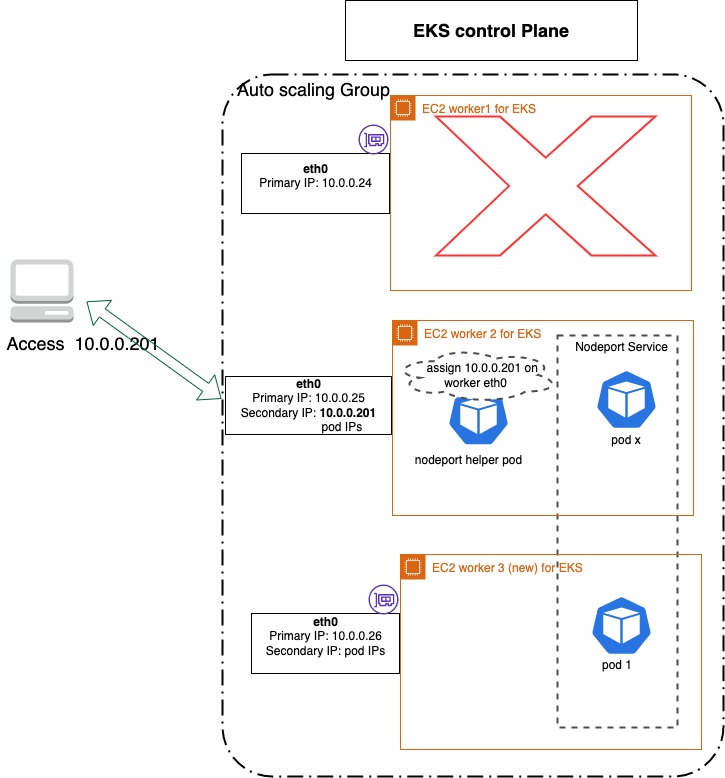 EKS control Plane
Auto scaling Group
EC2 worker1 for EKS
eth0
Primary IP: 10.0.0.24
Access 10.0.0.201
EC2 worker 2 for EKS
Nodeport Service
assign 10.0.0.201 on
worker eth0
eth0
Primary IP: 10.0.0.25
Secondary IP: 10.0.0.201
pod IPs
nodeport helper pod
pod x
EC2 worker 3 (new) for EKS
eth0
Primary IP: 10.0.0.26
Secondary IP: pod IPs
pod 1